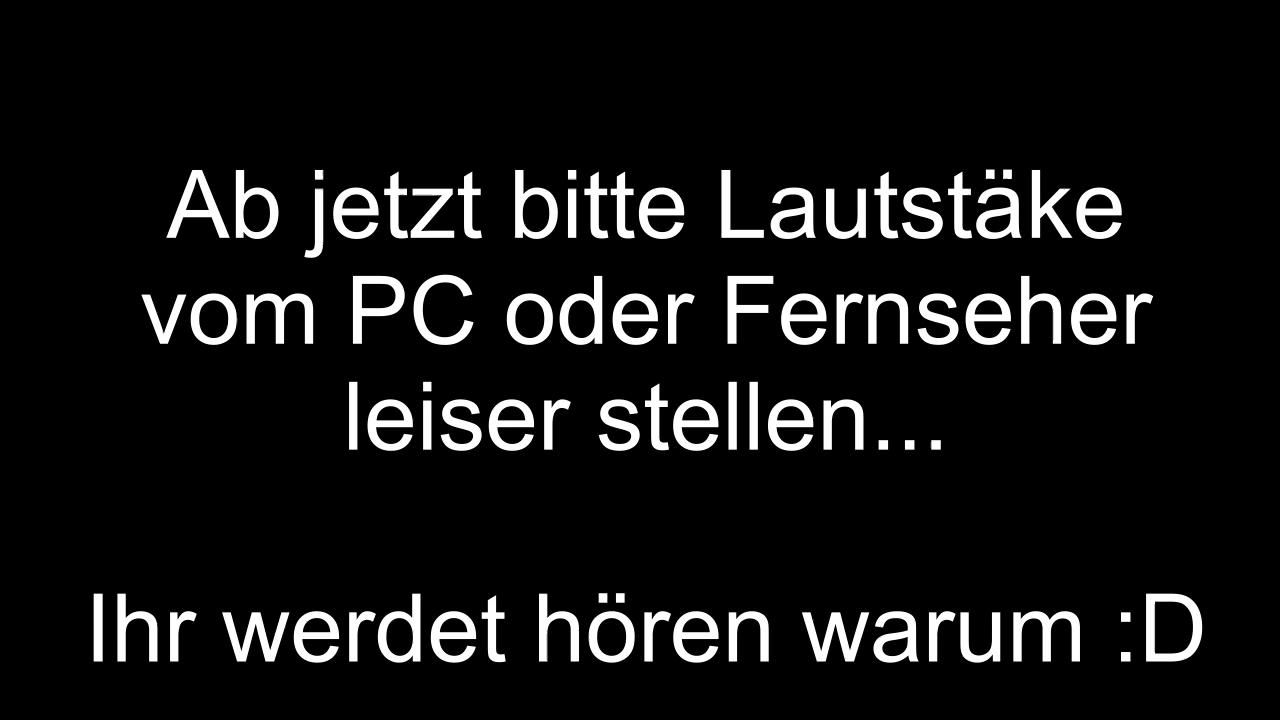 Ab jetzt bitte Lautstäke
vom PC oder Fernseher
leiser stellen...
Ihr werdet hören warum :D